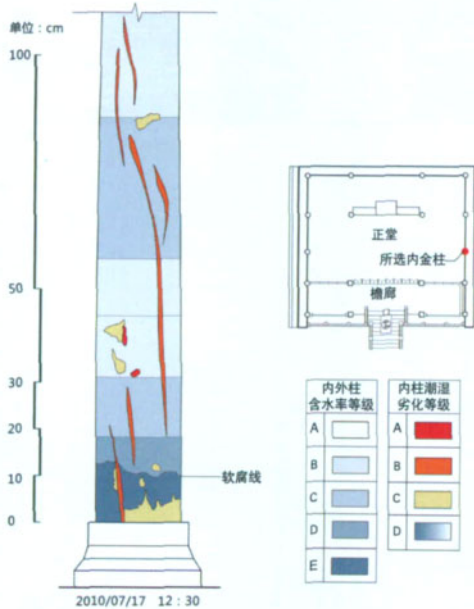 单位：cm
100
50
30
20
10
0
软腐线
2010/07/17 12：30
正堂
所选内金柱
檐廊
内外柱
含水率等级
A
B
C
D
E
内柱潮湿
劣化等级
A
B
C
D